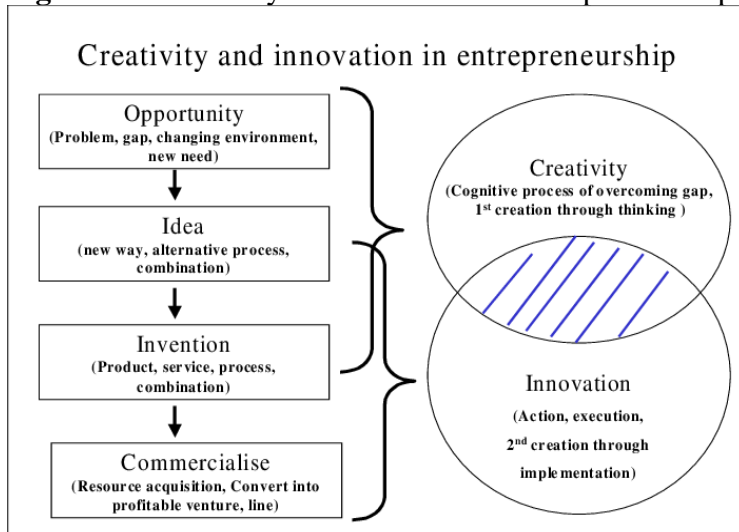 Creativity and innovation in entrepreneurship
Opportunity
(Problem, gap, changing environment,
new need)
Idea
(new way, alternative process,
combination)
Invention
(Product, service, process,
combination)
Commercialise
(Resource acquisition, Convert into
profitable venture, line)
Creativity
(Cognitive process of overcoming gap,
1st creation through thinking )
Innovation
(Action, execution,
2nd creation through
implementation)